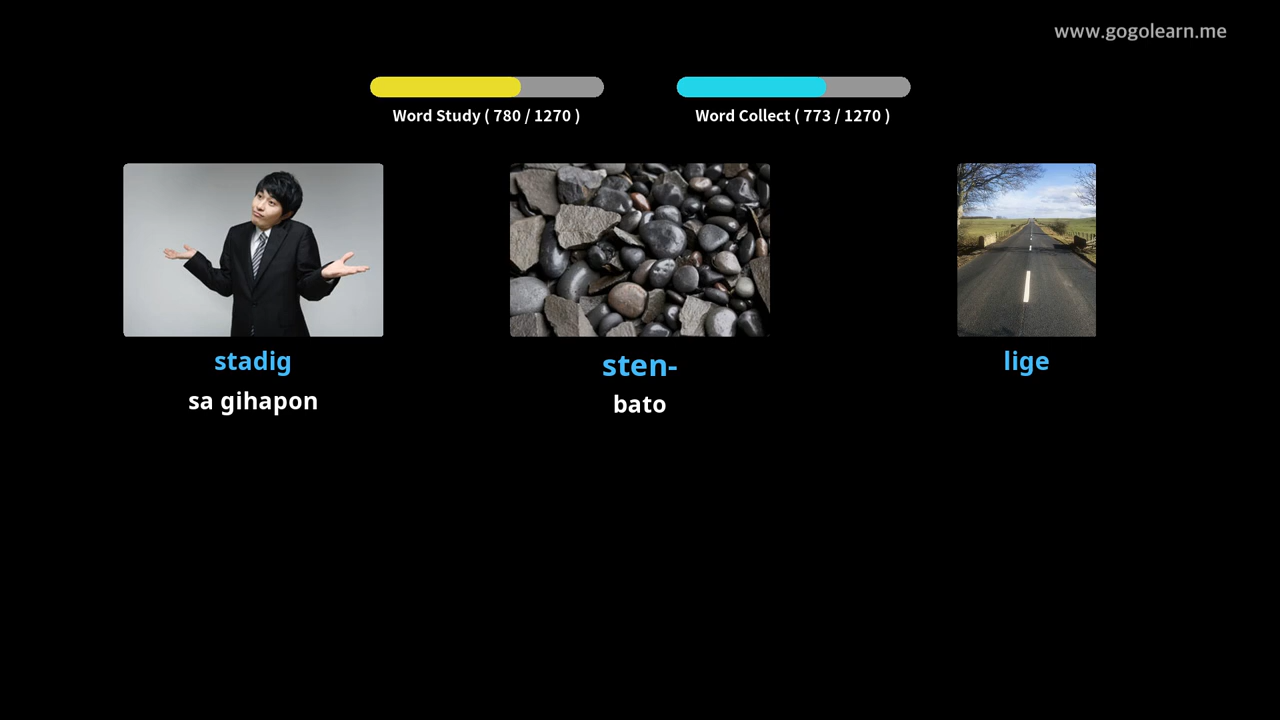 www.gogolearn.me
Word Study ( 780 / 1270 )
Word Collect ( 773 / 1270 )
stadig
sa gihapon
sten-
bato
lige